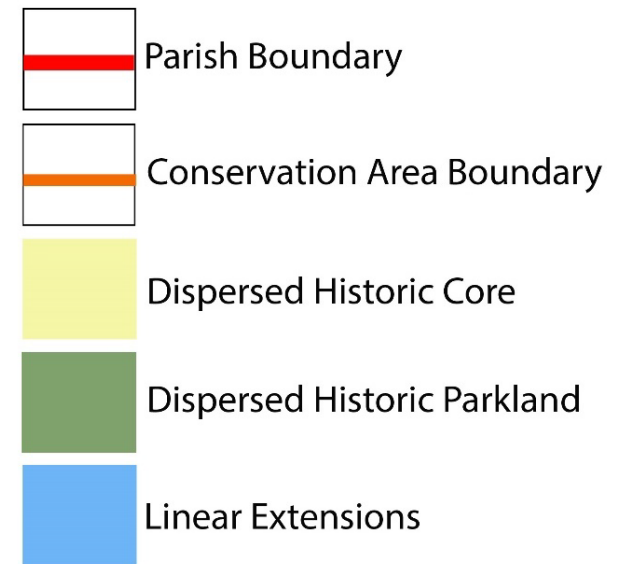 Parish Boundary
Conservation Area Boundary
Dispersed Historic Core
Dispersed Historic Parkland
Linear Extensions